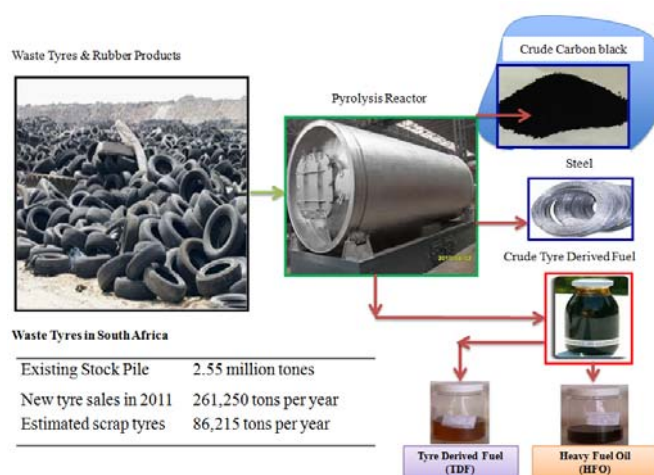 Waste Tyres & Rubber Products
Pyrolysis Reactor
Crude Carbon black
Steel
Crude Tyre Derived Fuel
Waste Tyres in South Africa
Existing Stock Pile 2.55 million tones
New tyre sales in 2011 261,250 tons per year
Estimated scrap tyres 86,215 tons per year
Tyre Derived Fuel
(TDF)
Heavy Fuel Oil
(HFO)